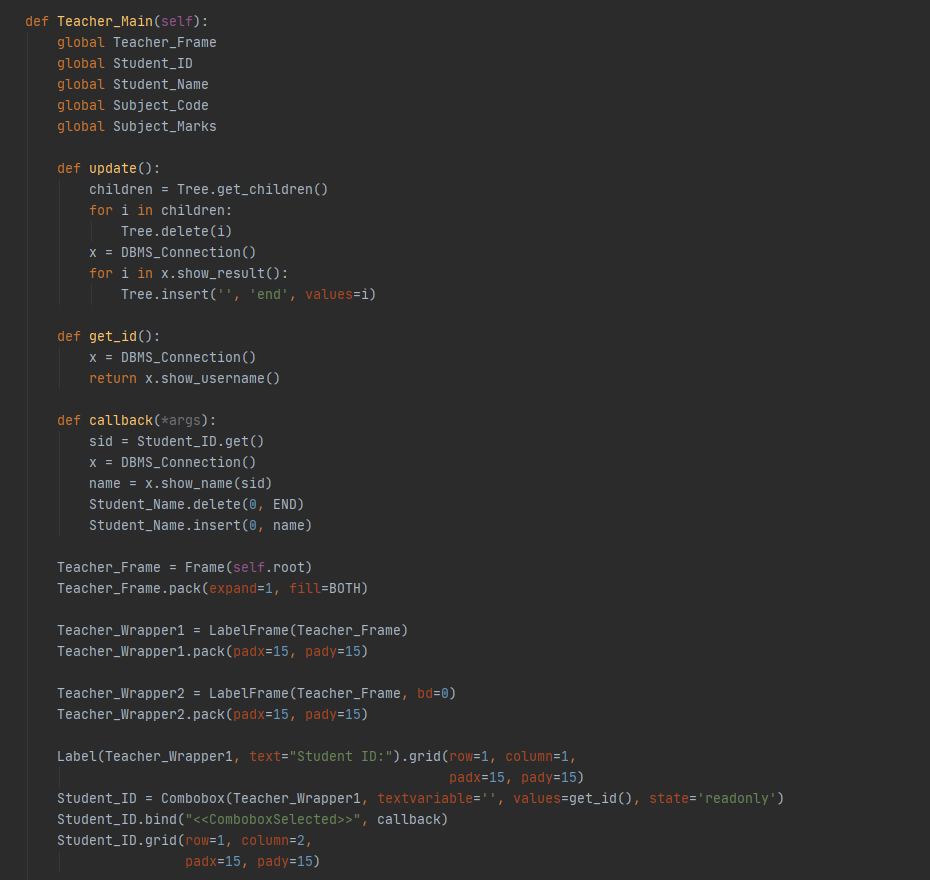 def Teacher_Main(self):
    global Teacher_Frame
    global Student_ID
    global Student_Name
    global Subject_Code
    global Subject_Marks

    def update():
        children = Tree.get_children()
        for i in children:
            Tree.delete(i)
        x = DBMS_Connection()
        for i in x.show_result():
            Tree.insert('', 'end', values=i)

    def get_id():
        x = DBMS_Connection()
        return x.show_username()

    def callback(*args):
        sid = Student_ID.get()
        x = DBMS_Connection()
        name = x.show_name(sid)
        Student_Name.delete(0, END)
        Student_Name.insert(0, name)

    Teacher_Frame = Frame(self.root)
    Teacher_Frame.pack(expand=1, fill=BOTH)

    Teacher_Wrapper1 = LabelFrame(Teacher_Frame)
    Teacher_Wrapper1.pack(padx=15, pady=15)

    Teacher_Wrapper2 = LabelFrame(Teacher_Frame, bd=0)
    Teacher_Wrapper2.pack(padx=15, pady=15)

    Label(Teacher_Wrapper1, text="Student ID:").grid(row=1, column=1,
                                                     padx=15, pady=15)
    Student_ID = Combobox(Teacher_Wrapper1, textvariable='', values=get_id(), state='readonly')
    Student_ID.bind("<<ComboboxSelected>>", callback)
    Student_ID.grid(row=1, column=2,
                    padx=15, pady=15)